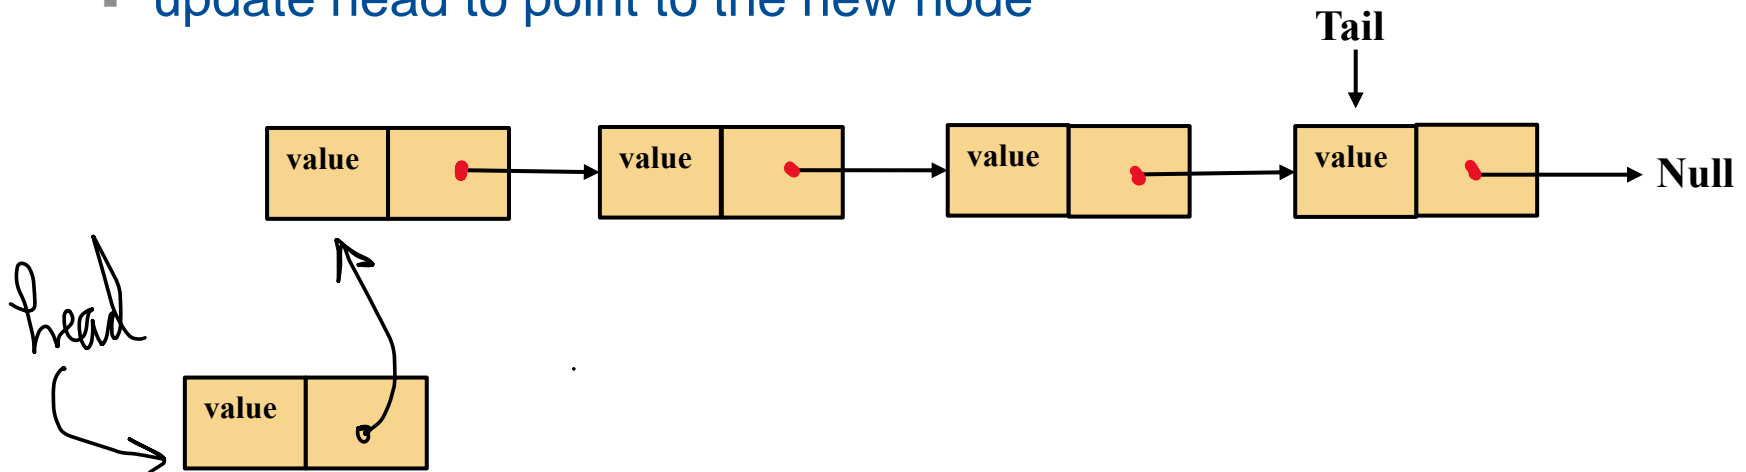 ▪ update head to point to the new node
Tail
value
value
value
value
Null
head
value